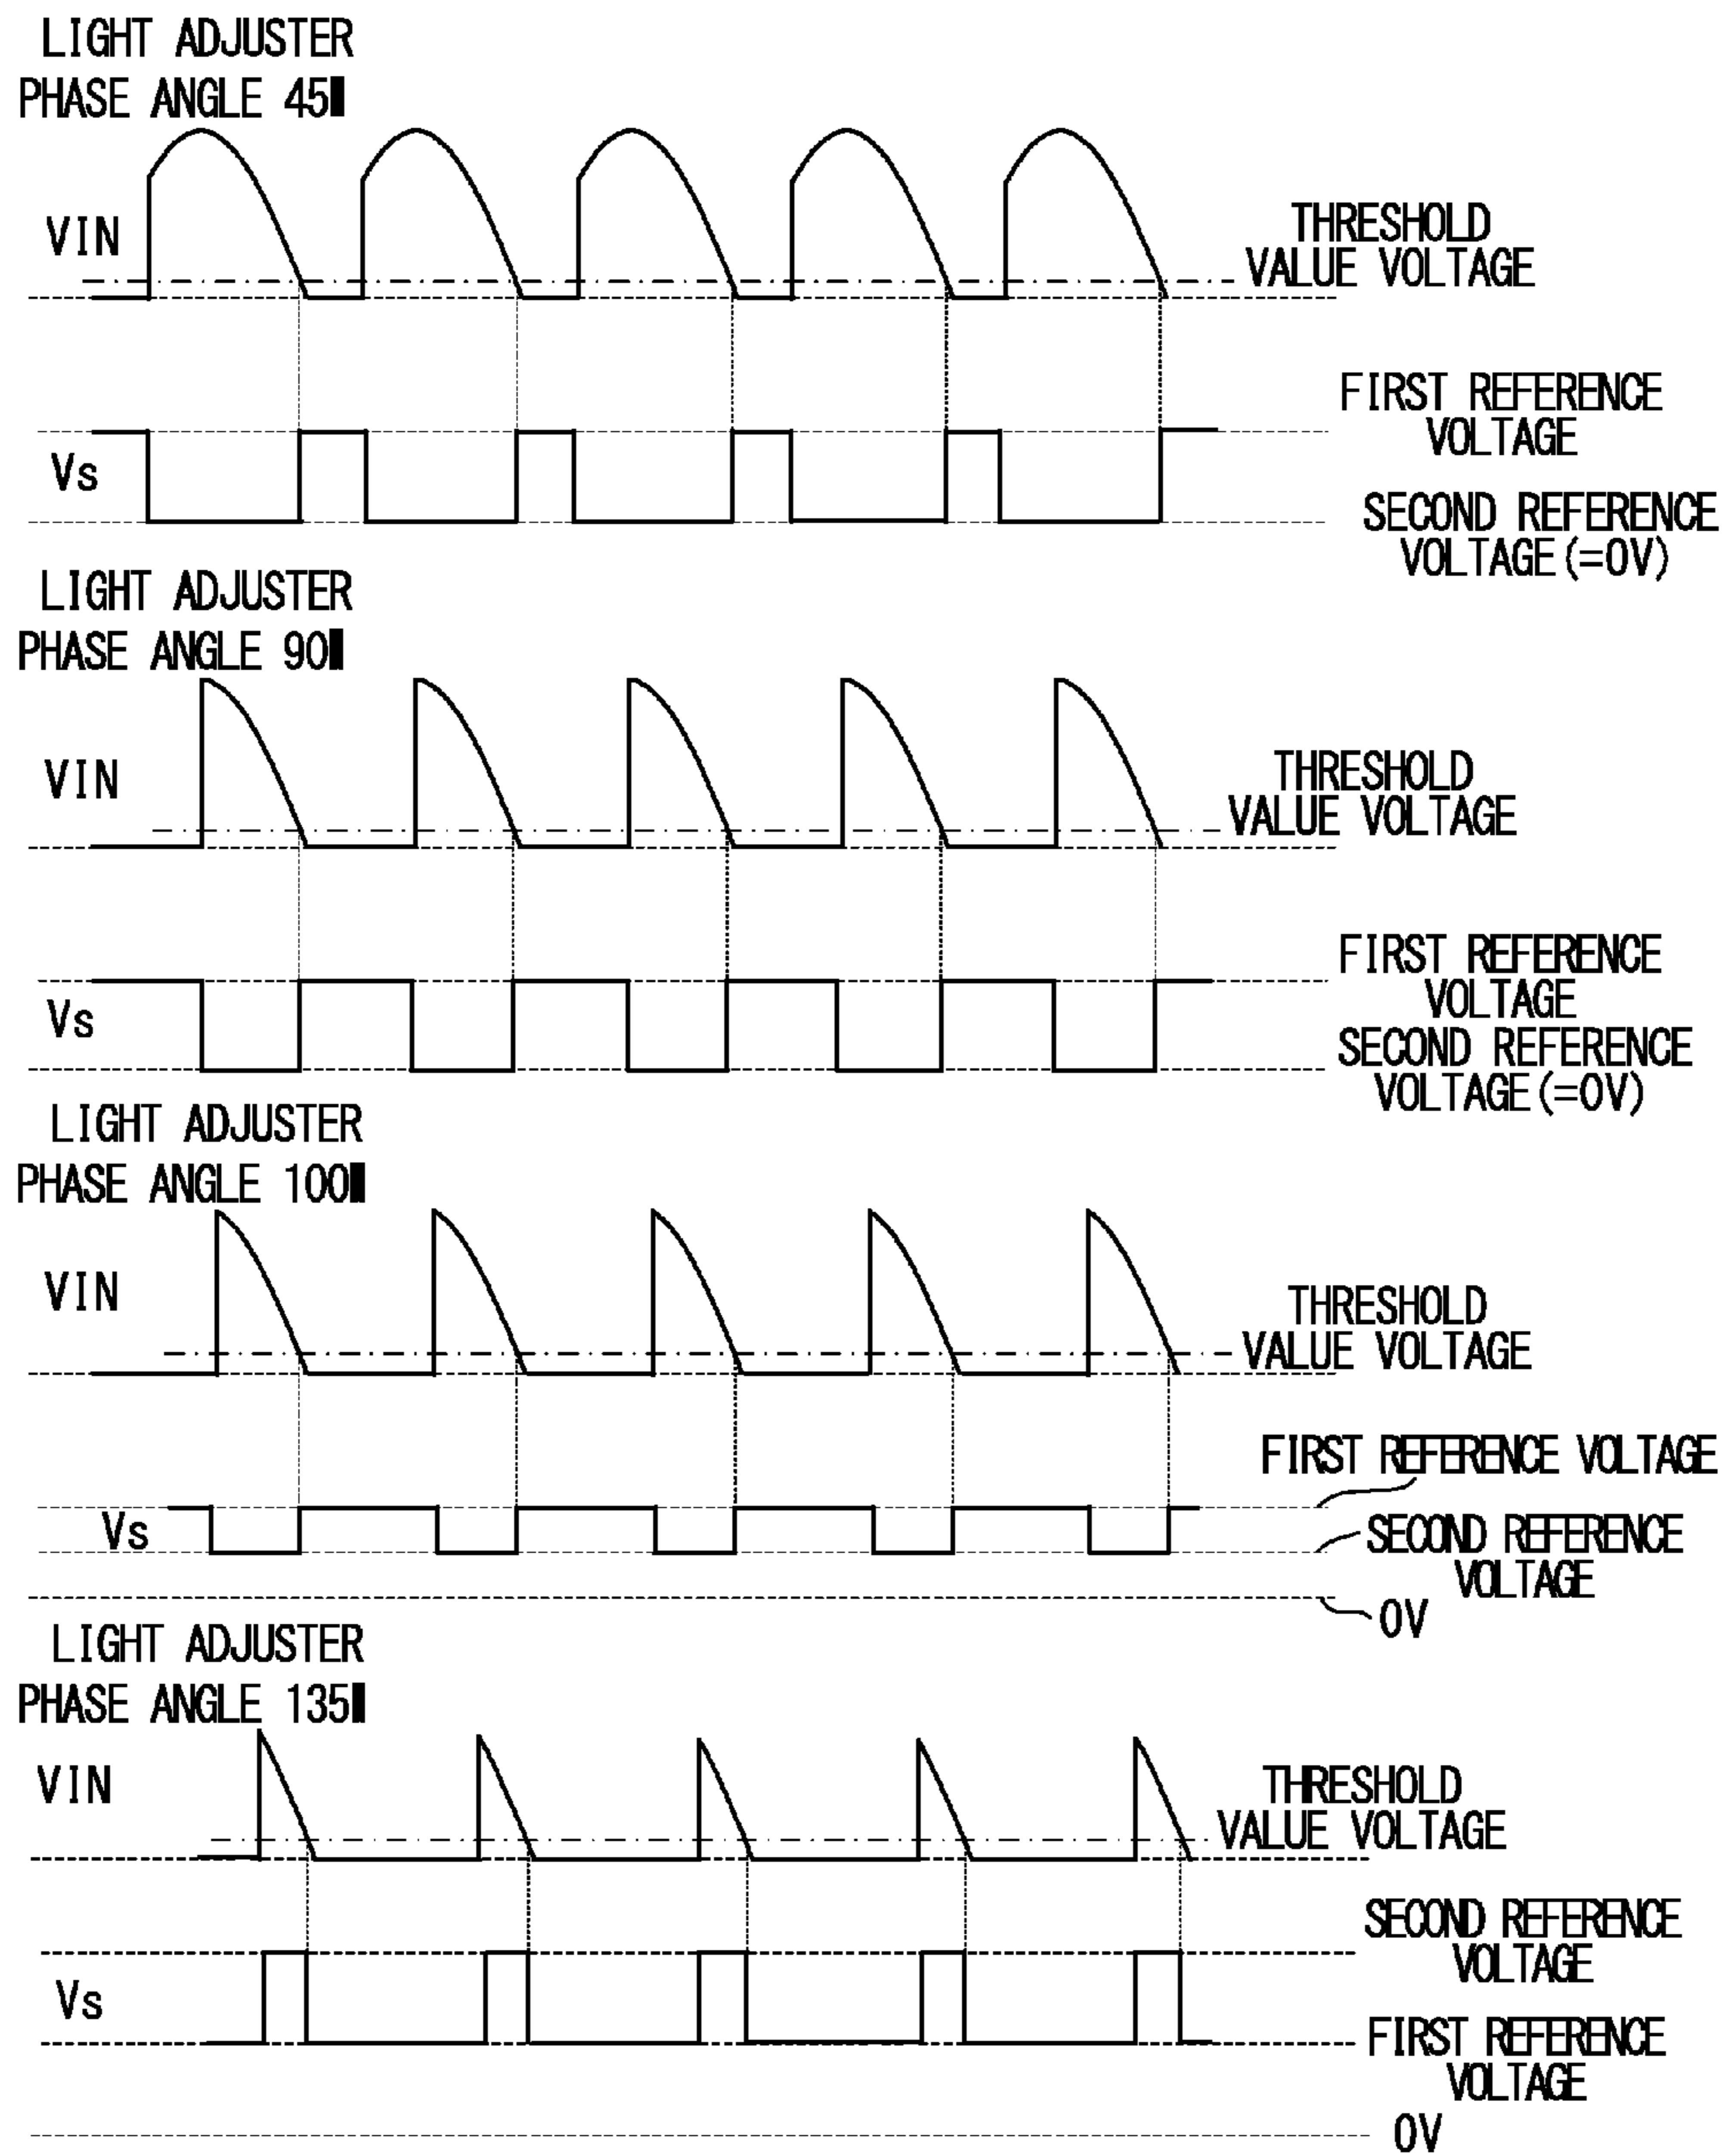 LIGHT ADJUSTER
PHASE ANGLE 45
VIN
THRESHOLD
VALUE VOLTAGE
FIRST REFERENCE
VOLTAGE
Vs
SECOND REFERENCE
VOLTAGE(=0V)
LIGHT ADJUSTER
PHASE ANGLE 90
VIN
THRESHOLD
VALUE VOLTAGE
FIRST REFERENCE
VOLTAGE
Vs
SECOND REFERENCE
VOLTAGE(=0V)
LIGHT ADJUSTER
PHASE ANGLE 100
VIN
THRESHOLD
VALUE VOLTAGE
FIRST REFERENCE VOLTAGE
Vs
SECOND REFERENCE
VOLTAGE
0V
LIGHT ADJUSTER
PHASE ANGLE 135
VIN
THRESHOLD
VALUE VOLTAGE
SECOND REFERENCE
VOLTAGE
Vs
FIRST REFERENCE
VOLTAGE
0V